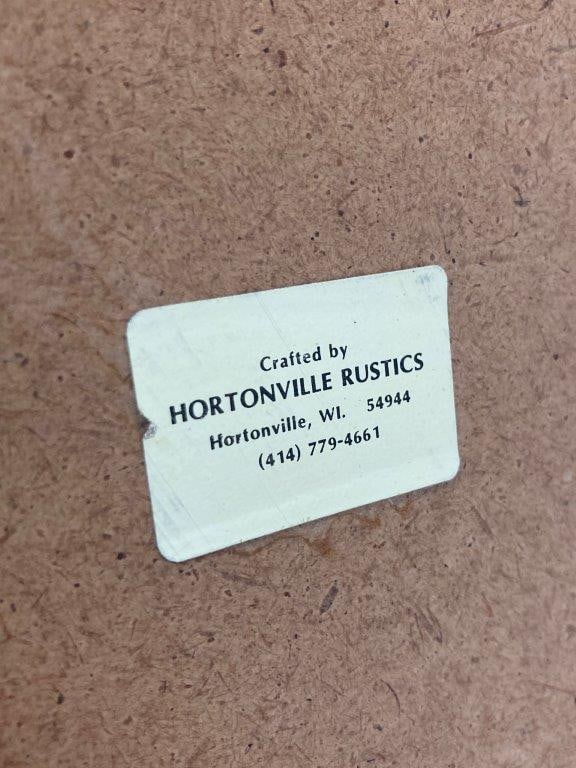 Crafted by
HORTONVILLE RUSTICS
Hortonville, WI. 54944
(414) 779-4661